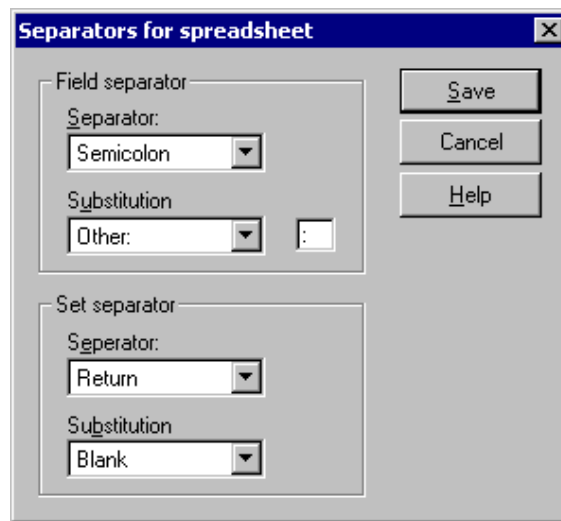 Separators for spreadsheet
Field separator
Separator:
Semicolon
Substitution
Other:
:
Set separator
Seperator:
Return
Substitution
Blank
Save
Cancel
Help